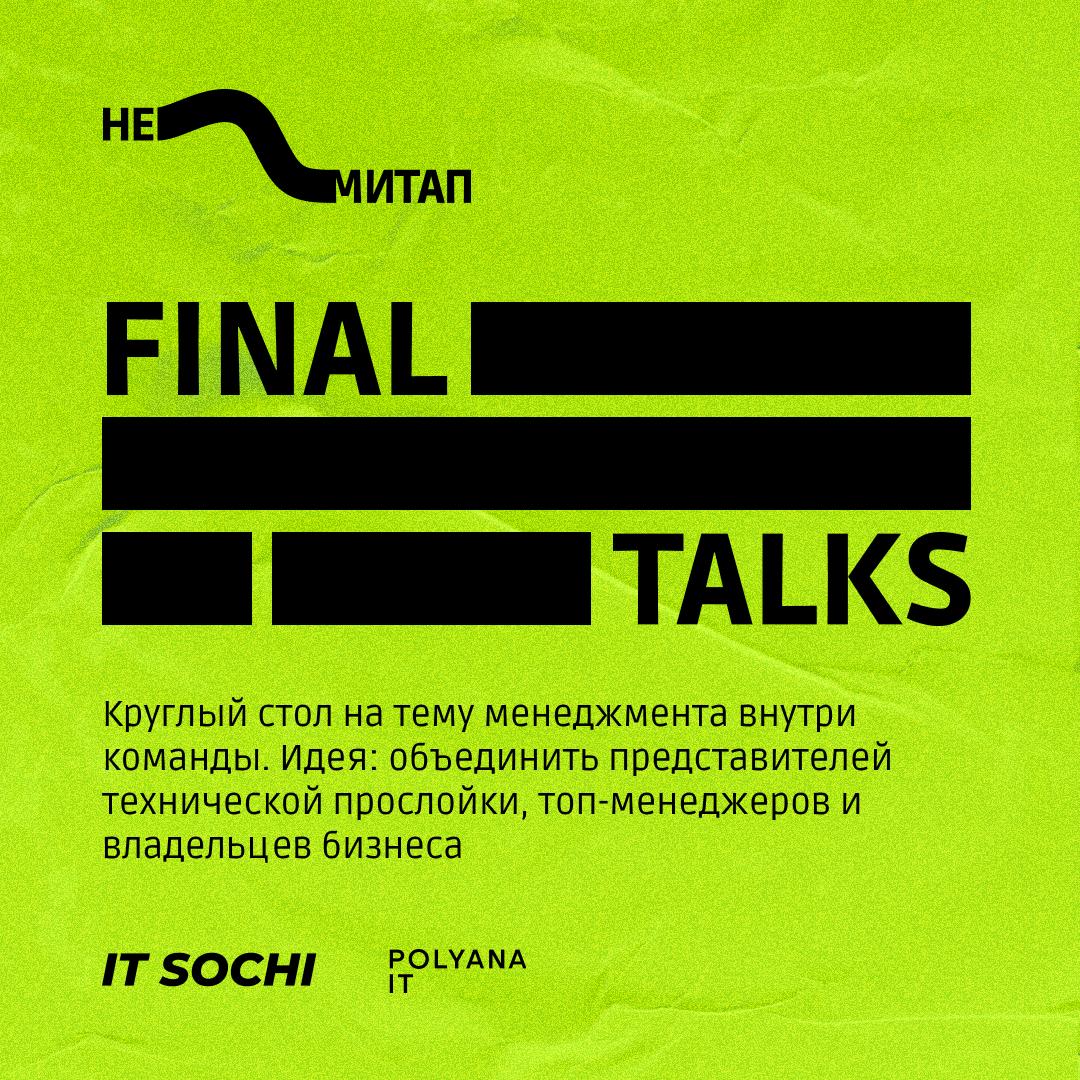 НЕ
МИТАП
FINAL
TALKS
Круглый стол на тему менеджмента внутри
команды. Идея: объединить представителей
технической прослойки, топ-менеджеров и
владельцев бизнеса
IT SOCHI
POLYANA
IT